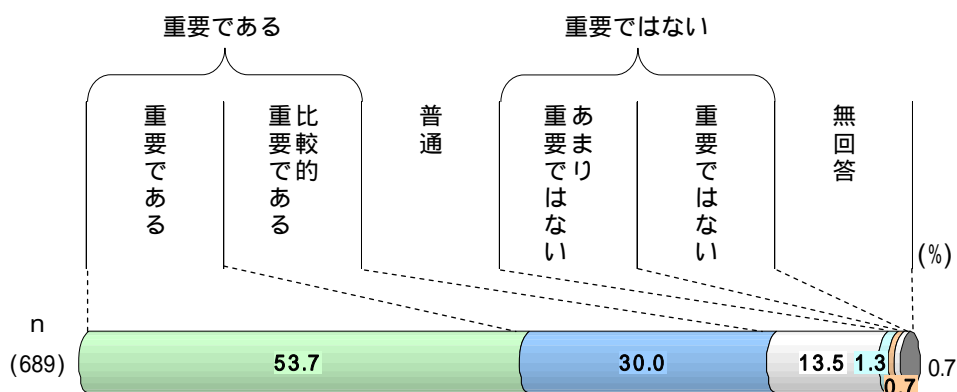 重要である
重要ではない
重要である
比較的
重要である
普通
あまり
重要ではない
重要ではない
無回答
(%)
n
(689)
53.7
30.0
13.5
1.3
0.7
0.7